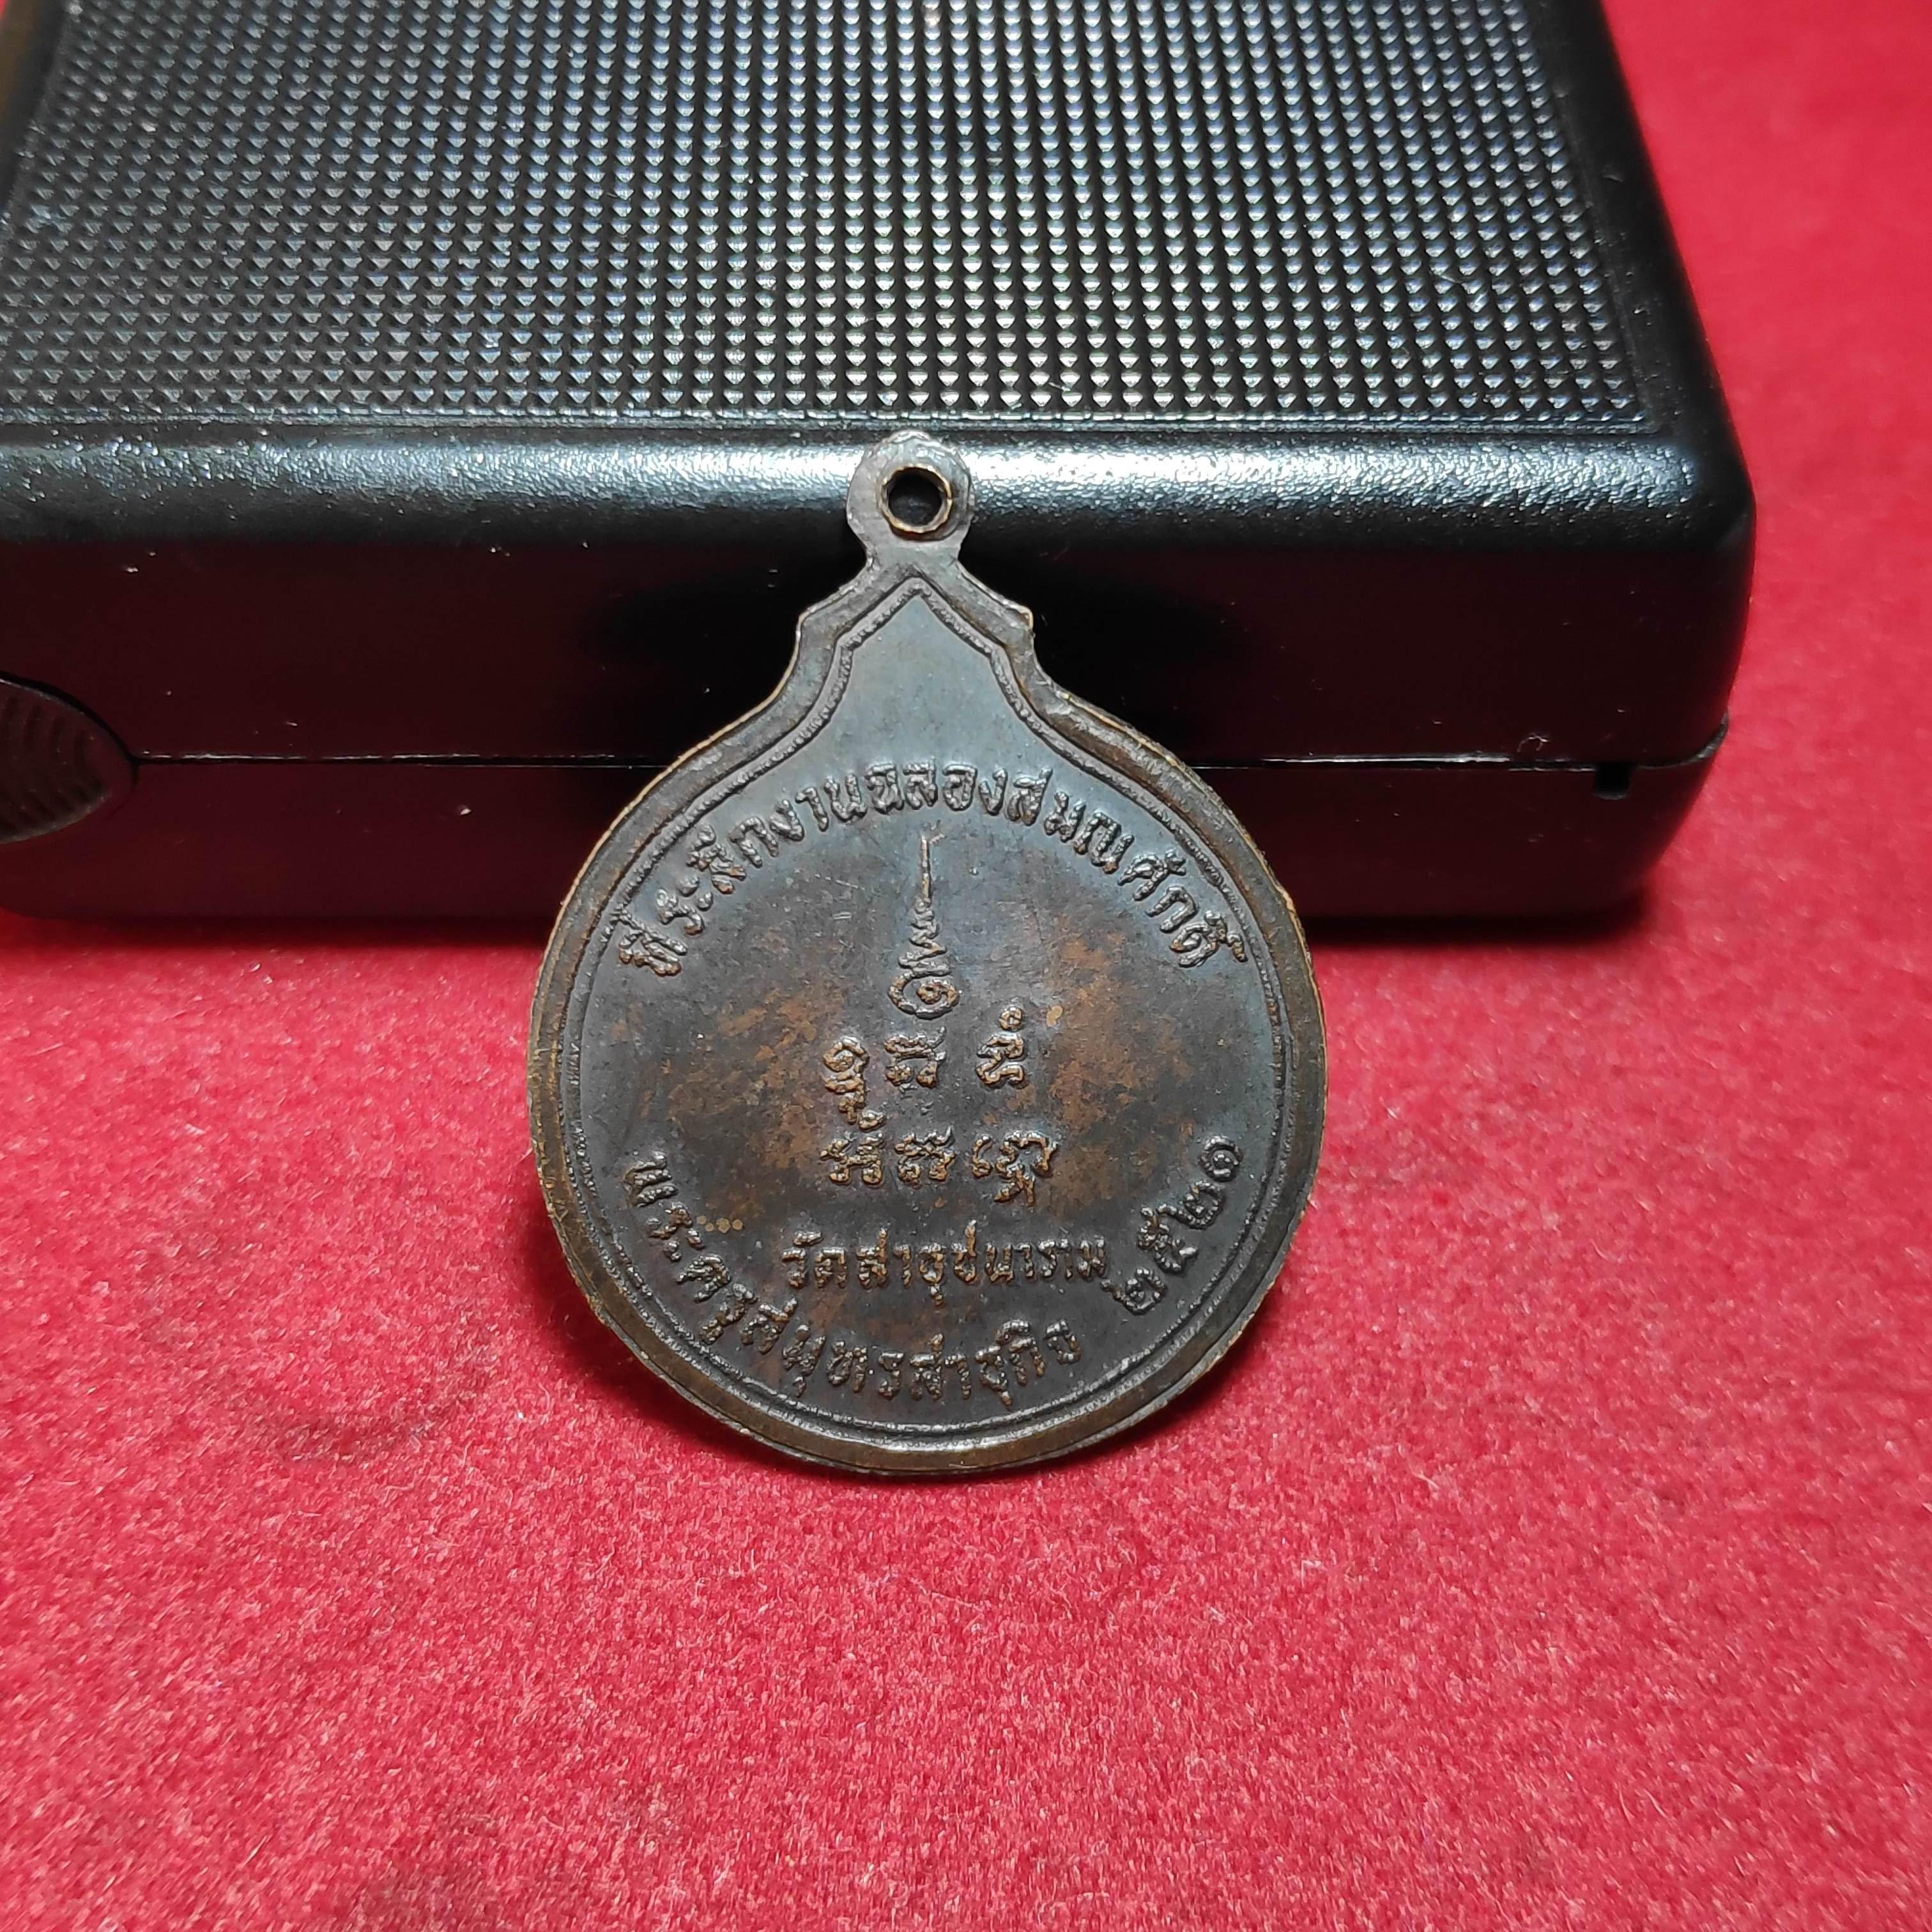 ที่ระลึกงานฉลองสมณศักดิ์
วัดสาธุชนาราม
พระครูสมุทรสาธุกิจ ๒๕๒๑